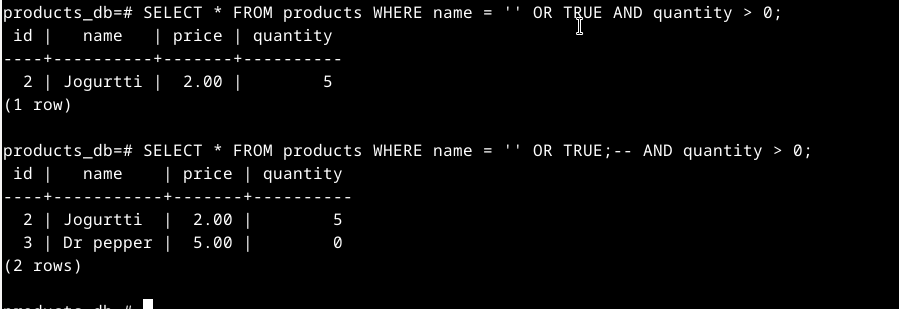 products_db=# SELECT * FROM products WHERE name = '' OR TRUE AND quantity > 0;
 id |   name   | price | quantity
----+----------+-------+----------
  2 | Jogurtti |  2.00 |        5
(1 row)

products_db=# SELECT * FROM products WHERE name = '' OR TRUE;-- AND quantity > 0;
 id |   name    | price | quantity
----+-----------+-------+----------
  2 | Jogurtti  |  2.00 |        5
  3 | Dr pepper |  5.00 |        0
(2 rows)

products_db=#